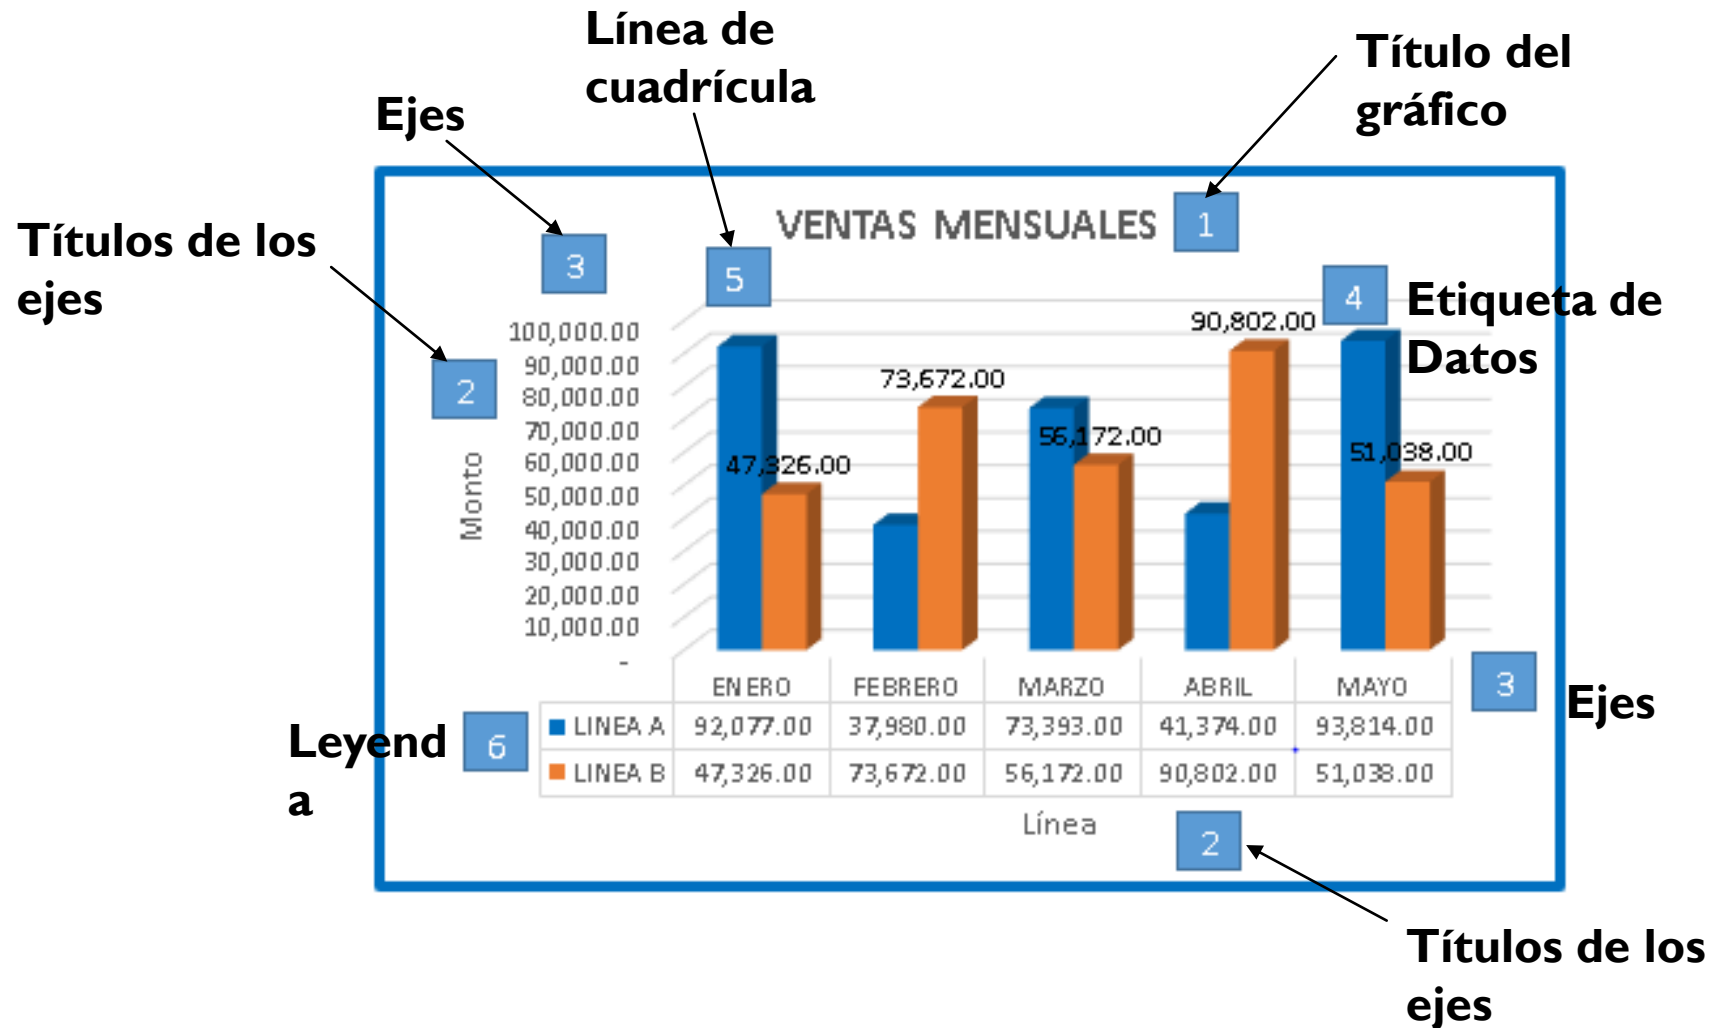 Línea de
cuadrícula
Título del
gráfico
Ejes
Títulos de los
ejes
VENTAS MENSUALES
1
3
5
4
Etiqueta de
Datos
2
Monto
100,000.00
90,000.00
80,000.00
70,000.00
60,000.00
50,000.00
40,000.00
30,000.00
20,000.00
10,000.00
-
47,326.00
73,672.00
56,172.00
90,802.00
51,038.00
ENERO FEBRERO MARZO ABRIL MAYO
3
Ejes
Leyend
a
6
LINEA A 92,077.00 37,980.00 73,393.00 41,374.00 93,814.00
LINEA B 47,326.00 73,672.00 56,172.00 90,802.00 51,038.00
Línea
2
Títulos de los
ejes